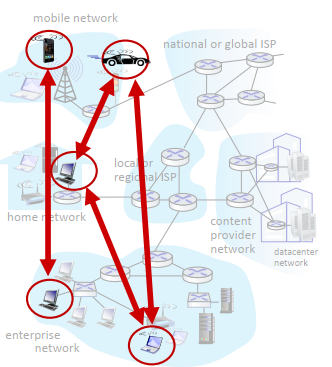 mobile network
national or global ISP
local or
regional ISP
home network
content
provider
network
datacenter
network
enterprise
network